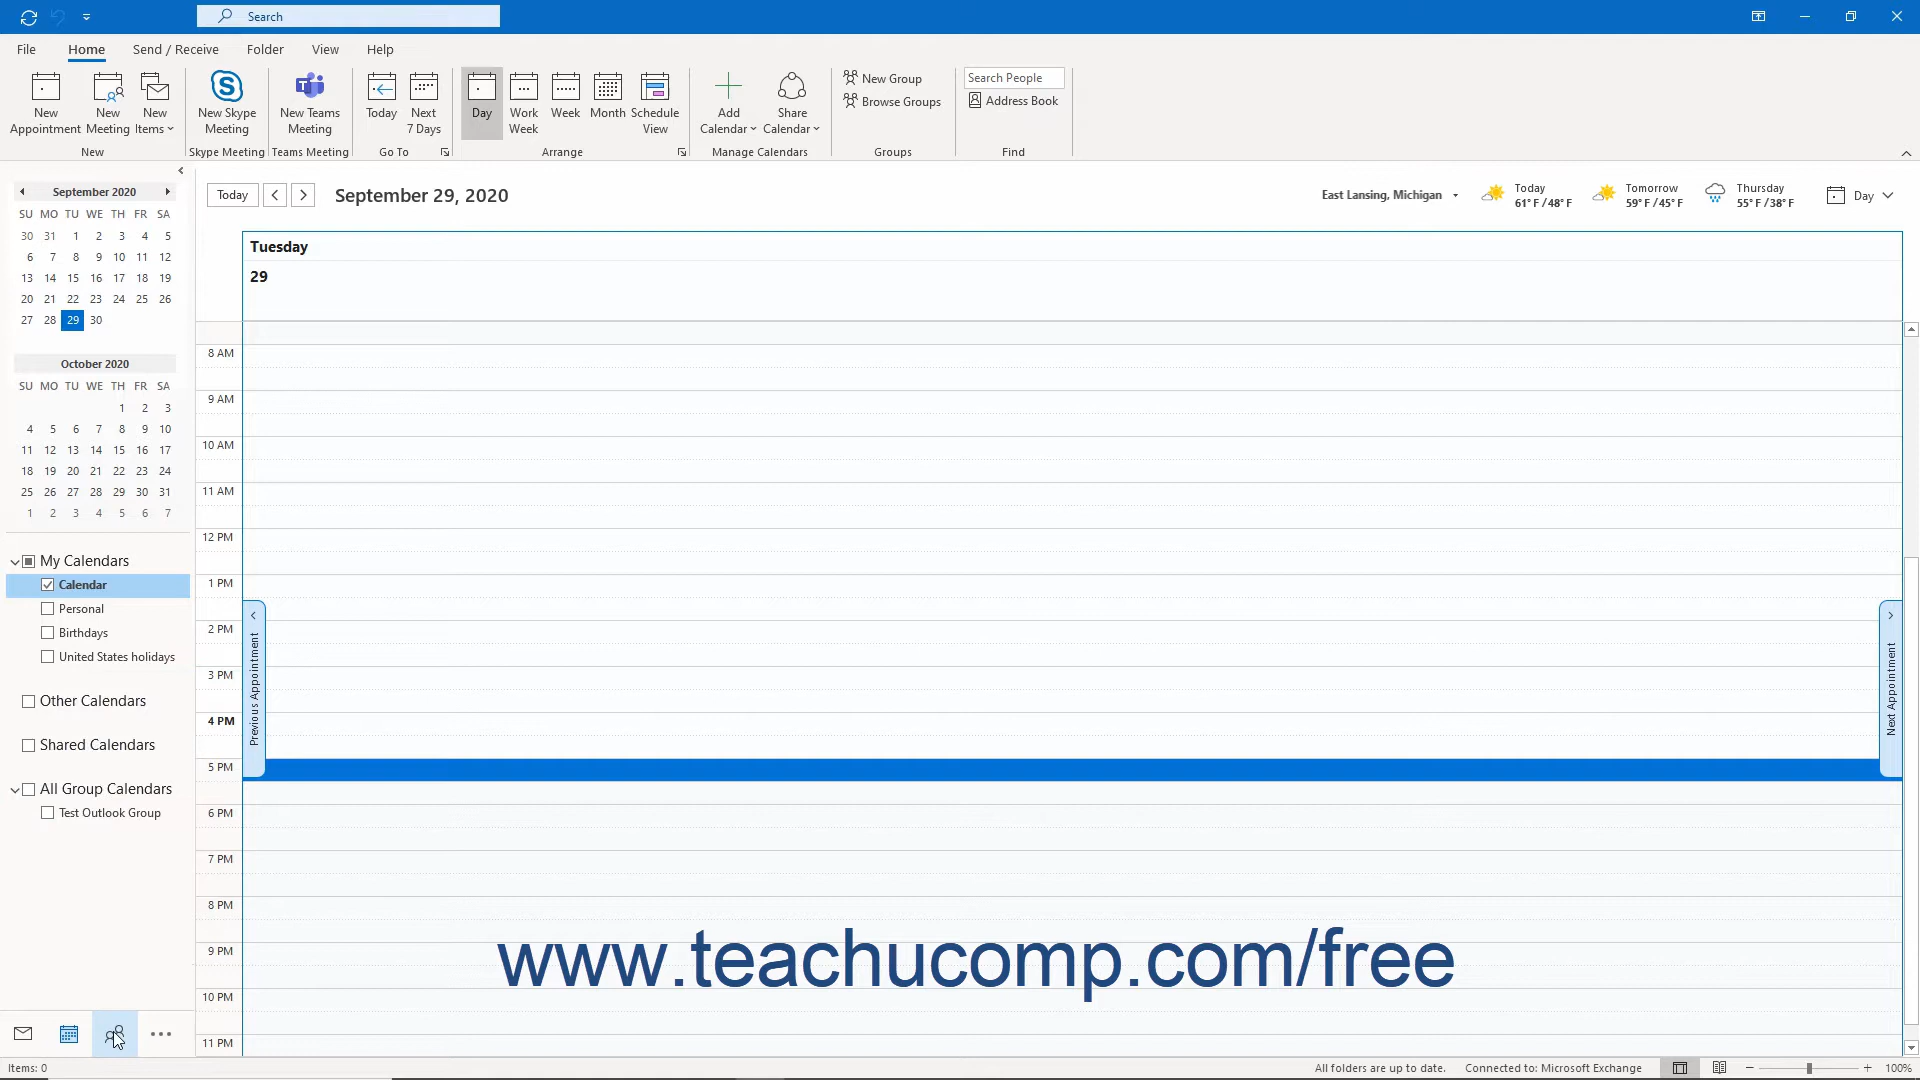 Search
File Home Send / Receive Folder View Help
New Appointment
New Meeting
New Items
New
New Skype Meeting
Skype Meeting
New Teams Meeting
Teams Meeting
Today
Next 7 Days
Go To
Day
Work Week
Week
Month
Schedule View
Arrange
Add Calendar
Share Calendar
Manage Calendars
New Group
Browse Groups
Groups
Search People
Address Book
Find
September 2020
SU MO TU WE TH FR SA
30 31 1 2 3 4 5
6 7 8 9 10 11 12
13 14 15 16 17 18 19
20 21 22 23 24 25 26
27 28 29 30
October 2020
SU MO TU WE TH FR SA
1 2 3
4 5 6 7 8 9 10
11 12 13 14 15 16 17
18 19 20 21 22 23 24
25 26 27 28 29 30 31
1 2 3 4 5 6 7
My Calendars
Calendar
Personal
Birthdays
United States holidays
Other Calendars
Shared Calendars
All Group Calendars
Test Outlook Group
Today
September 29, 2020
East Lansing, Michigan
Today
61° F / 48° F
Tomorrow
59° F / 45° F
Thursday
55° F / 38° F
Day
Tuesday
29
8 AM
9 AM
10 AM
11 AM
12 PM
1 PM
2 PM
3 PM
4 PM
5 PM
6 PM
7 PM
8 PM
9 PM
10 PM
11 PM
Previous Appointment
Next Appointment
www.teachucomp.com/free
Items: 0
All folders are up to date.
Connected to: Microsoft Exchange
100%